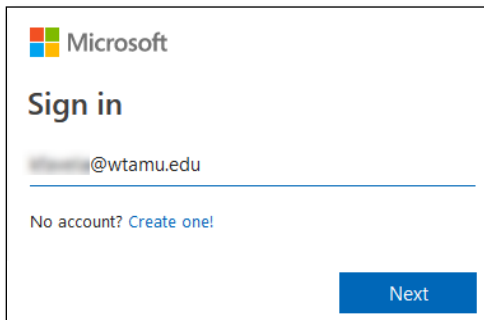 Microsoft
Sign in
@wtamu.edu
No account? Create one!
Next